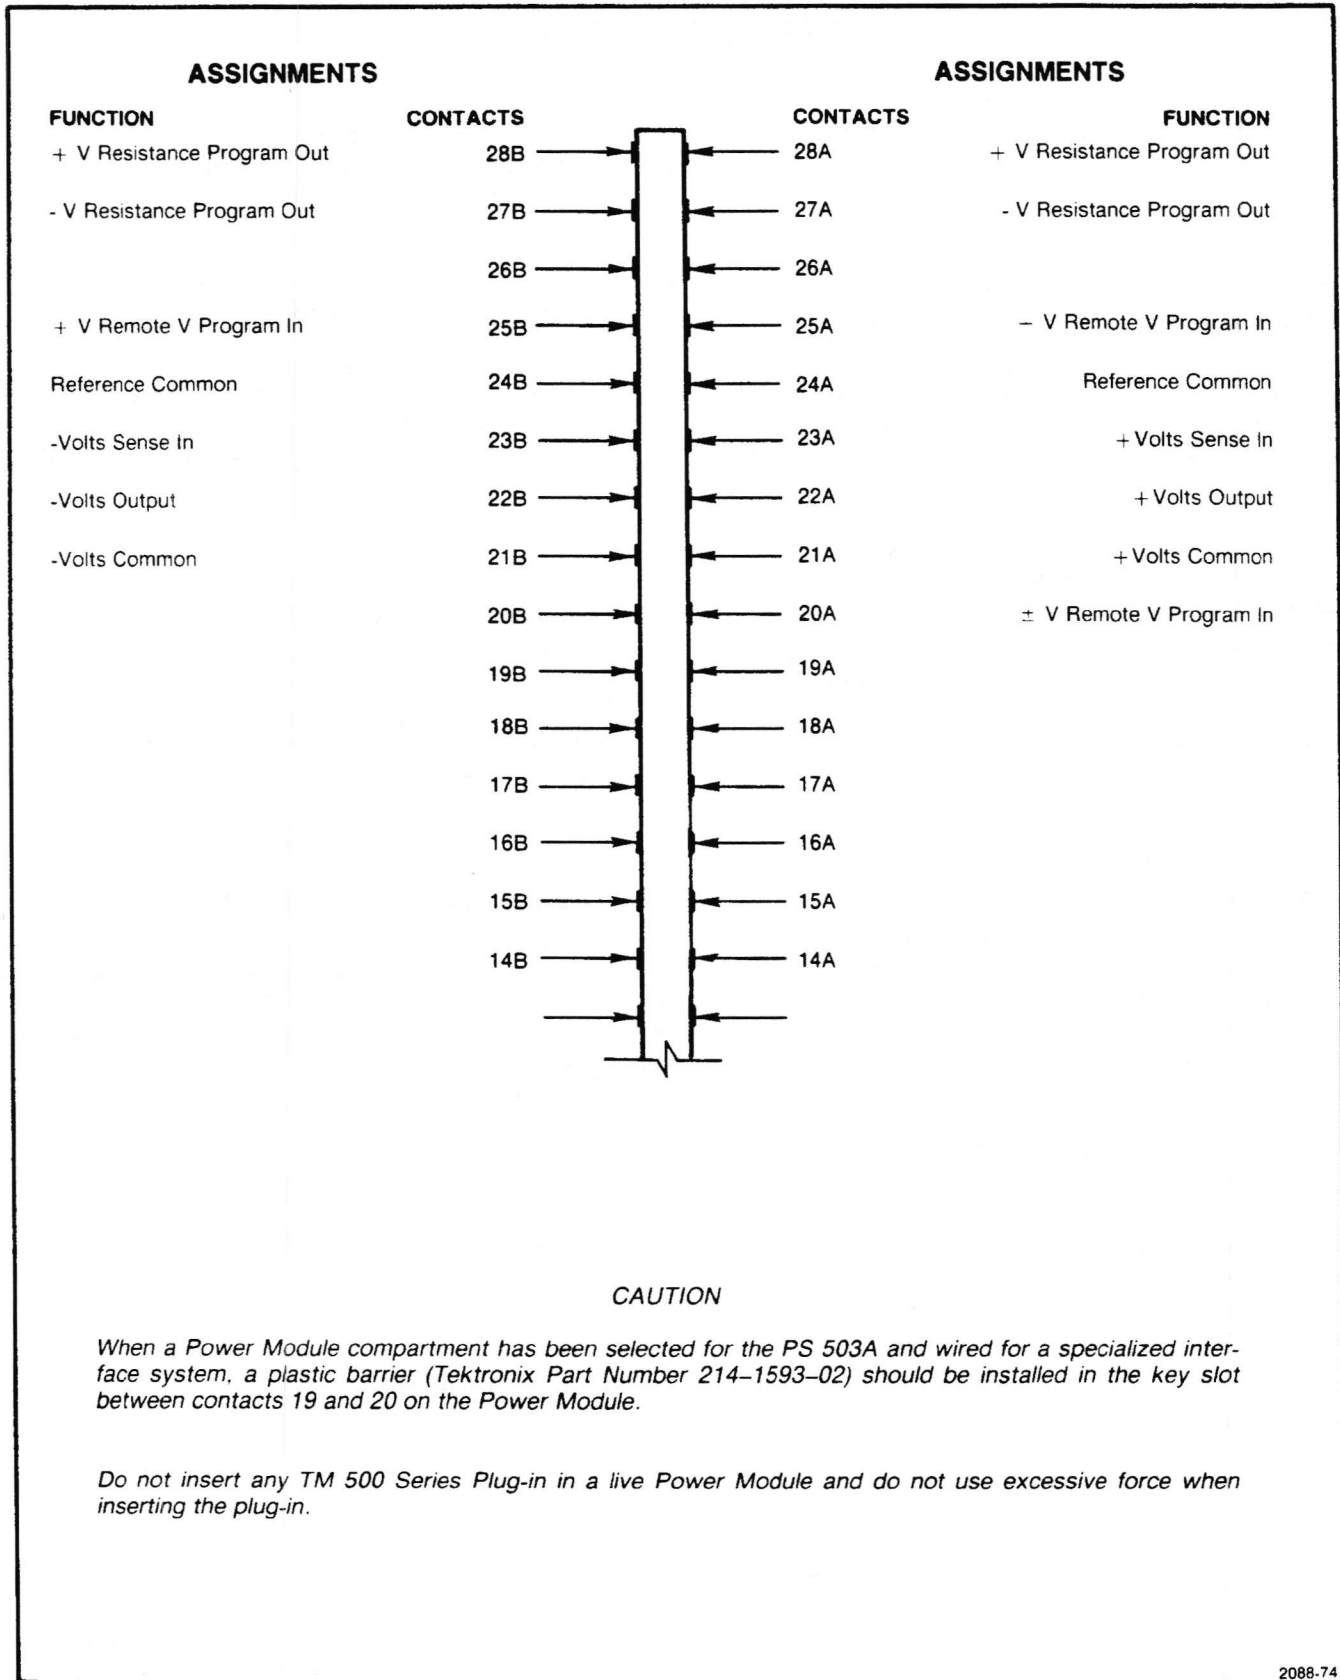 ASSIGNMENTS ASSIGNMENTS
FUNCTION CONTACTS CONTACTS FUNCTION
+ V Resistance Program Out 28B 28A + V Resistance Program Out
- V Resistance Program Out 27B 27A - V Resistance Program Out
26B 26A
+ V Remote V Program In 25B 25A − V Remote V Program In
Reference Common 24B 24A Reference Common
-Volts Sense In 23B 23A +Volts Sense In
-Volts Output 22B 22A +Volts Output
-Volts Common 21B 21A +Volts Common
20B 20A ± V Remote V Program In
19B 19A
18B 18A
17B 17A
16B 16A
15B 15A
14B 14A
CAUTION
When a Power Module compartment has been selected for the PS 503A and wired for a specialized inter-
face system, a plastic barrier (Tektronix Part Number 214–1593–02) should be installed in the key slot
between contacts 19 and 20 on the Power Module.
Do not insert any TM 500 Series Plug-in in a live Power Module and do not use excessive force when
inserting the plug-in.
2088-74